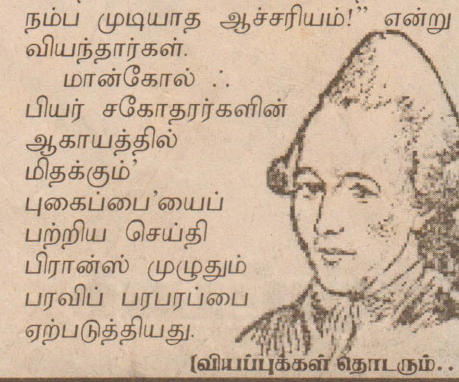 நம்ப முடியாத ஆச்சரியம்!” என்று
வியந்தார்கள்.
மான்கோல் ஃ
பியர் சகோதரர்களின்
ஆகாயத்தில்
மிதக்கும்'
புகைப்பை'யைப்
பற்றிய செய்தி
பிரான்ஸ் முழுதும்
பரவிப் பரபரப்பை
ஏற்படுத்தியது.
[வியப்புக்கள் தொடரும்..